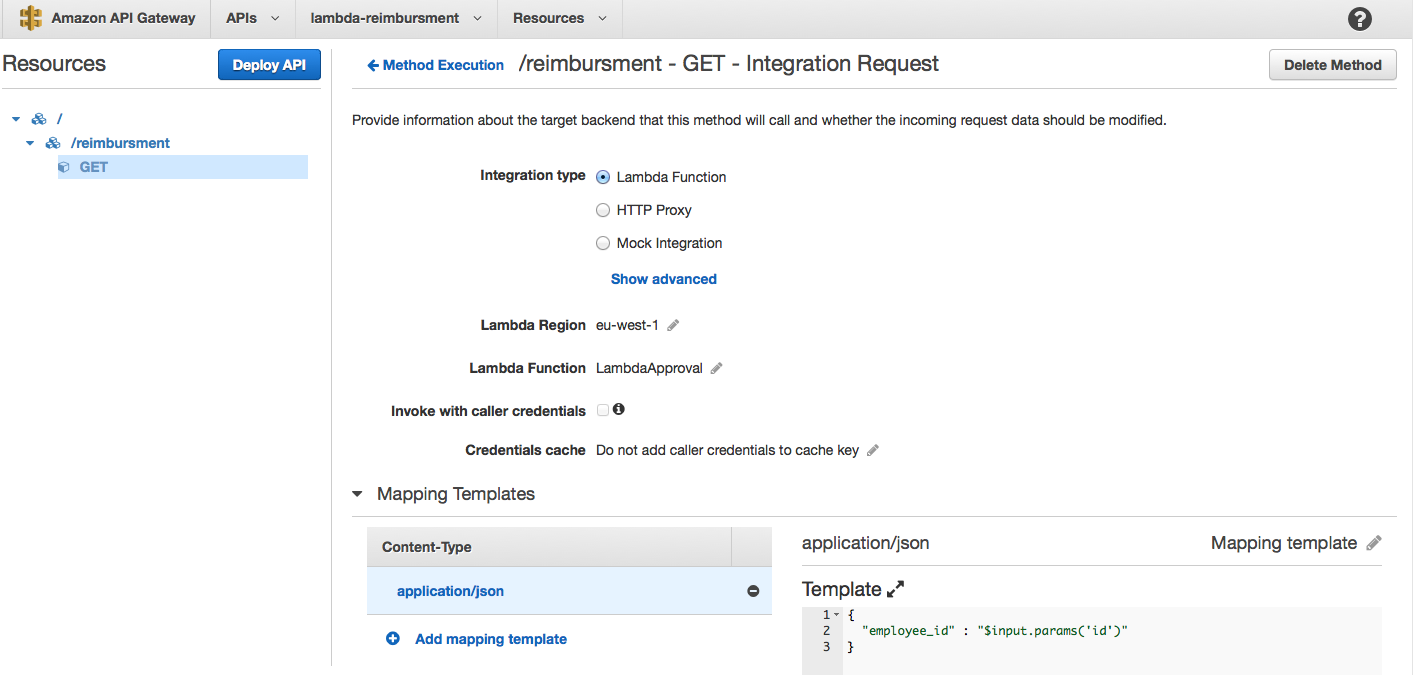 Amazon API Gateway APIs lambda-reimbursment Resources ?
Resources Deploy API
Method Execution /reimbursment - GET - Integration Request Delete Method
/
/reimbursment
GET
Provide information about the target backend that this method will call and whether the incoming request data should be modified.
Integration type Lambda Function
HTTP Proxy
Mock Integration
Show advanced
Lambda Region eu-west-1
Lambda Function LambdaApproval
Invoke with caller credentials
Credentials cache Do not add caller credentials to cache key
Mapping Templates
Content-Type
application/json
Add mapping template
application/json Mapping template
Template
1 {
2 "employee_id" : "$input.params('id')"
3 }